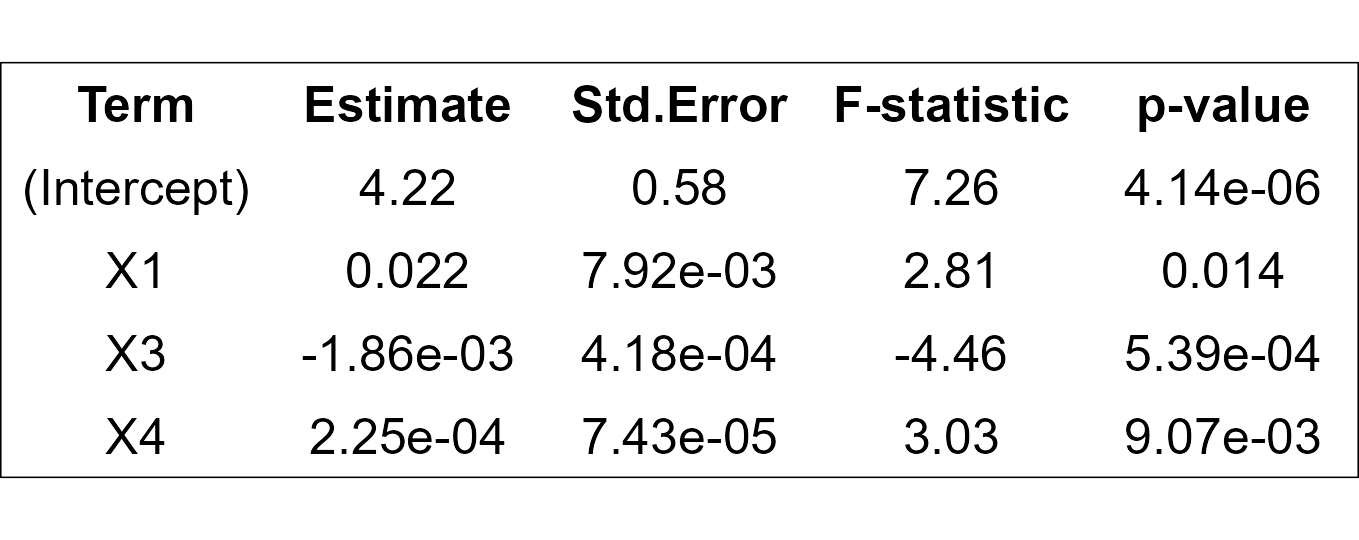 Term Estimate Std.Error F-statistic p-value
(Intercept) 4.22 0.58 7.26 4.14e-06
X1 0.022 7.92e-03 2.81 0.014
X3 -1.86e-03 4.18e-04 -4.46 5.39e-04
X4 2.25e-04 7.43e-05 3.03 9.07e-03